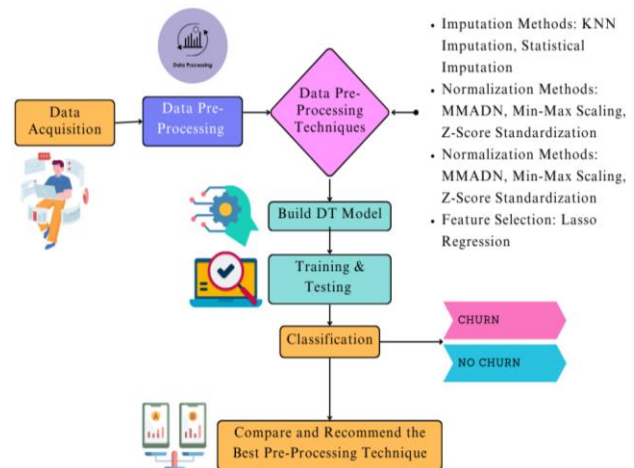 Data Processing
• Imputation Methods: KNN
Imputation, Statistical
Imputation
• Normalization Methods:
MMADN, Min-Max Scaling,
Z-Score Standardization
• Normalization Methods:
MMADN, Min-Max Scaling,
Z-Score Standardization
• Feature Selection: Lasso
Regression
Data
Acquisition
Data Pre-
Processing
Data Pre-
Processing
Techniques
Build DT Model
Training &
Testing
Classification
CHURN
NO CHURN
A
B
Compare and Recommend the
Best Pre-Processing Technique